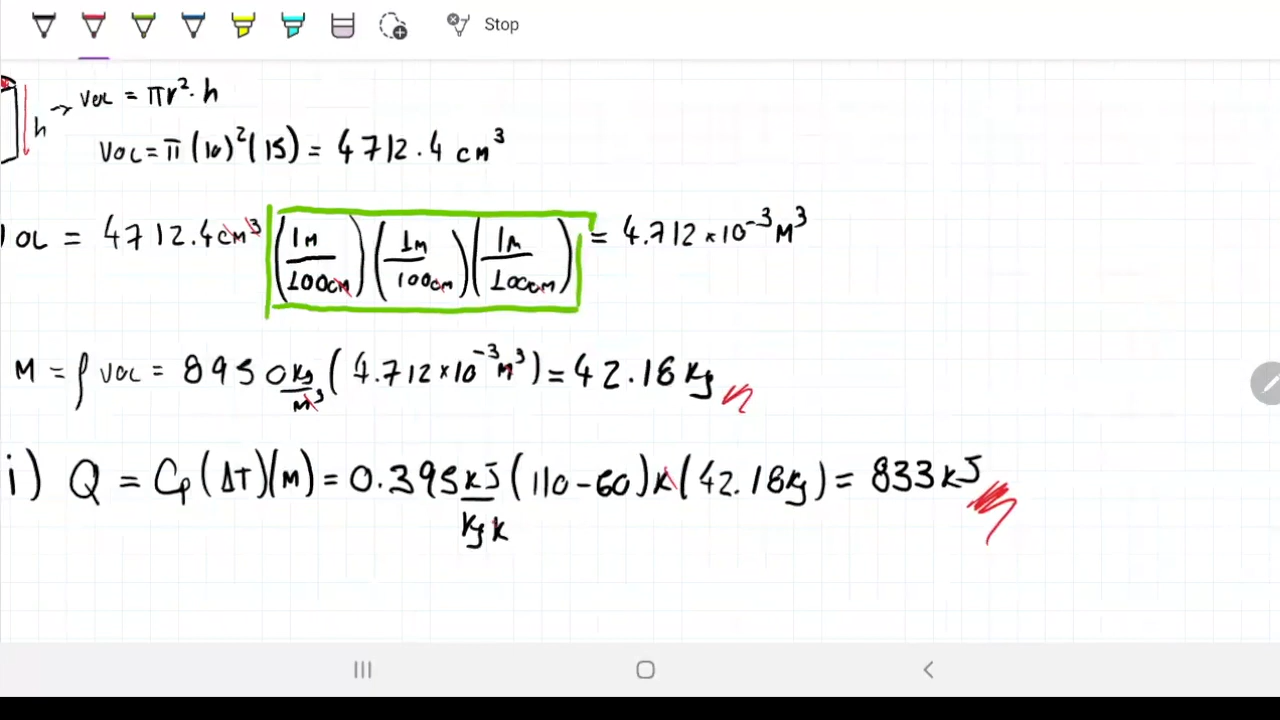 Stop
h → VOL = πr²· h
VOL = π (10)² (15) = 4712.4 cm³
OL = 4712.4 cm³ (1m/100cm) (1m/100cm) (1m/100cm) = 4.712 × 10⁻³ M³
M = ρ VOL = 8950 kg/m³ ( 4.712 × 10⁻³ m³ ) = 42.18 kg
i) Q = Cp (ΔT)(M) = 0.395 kJ/kg K (110 - 60) K (42.18 kg) = 833 kJ